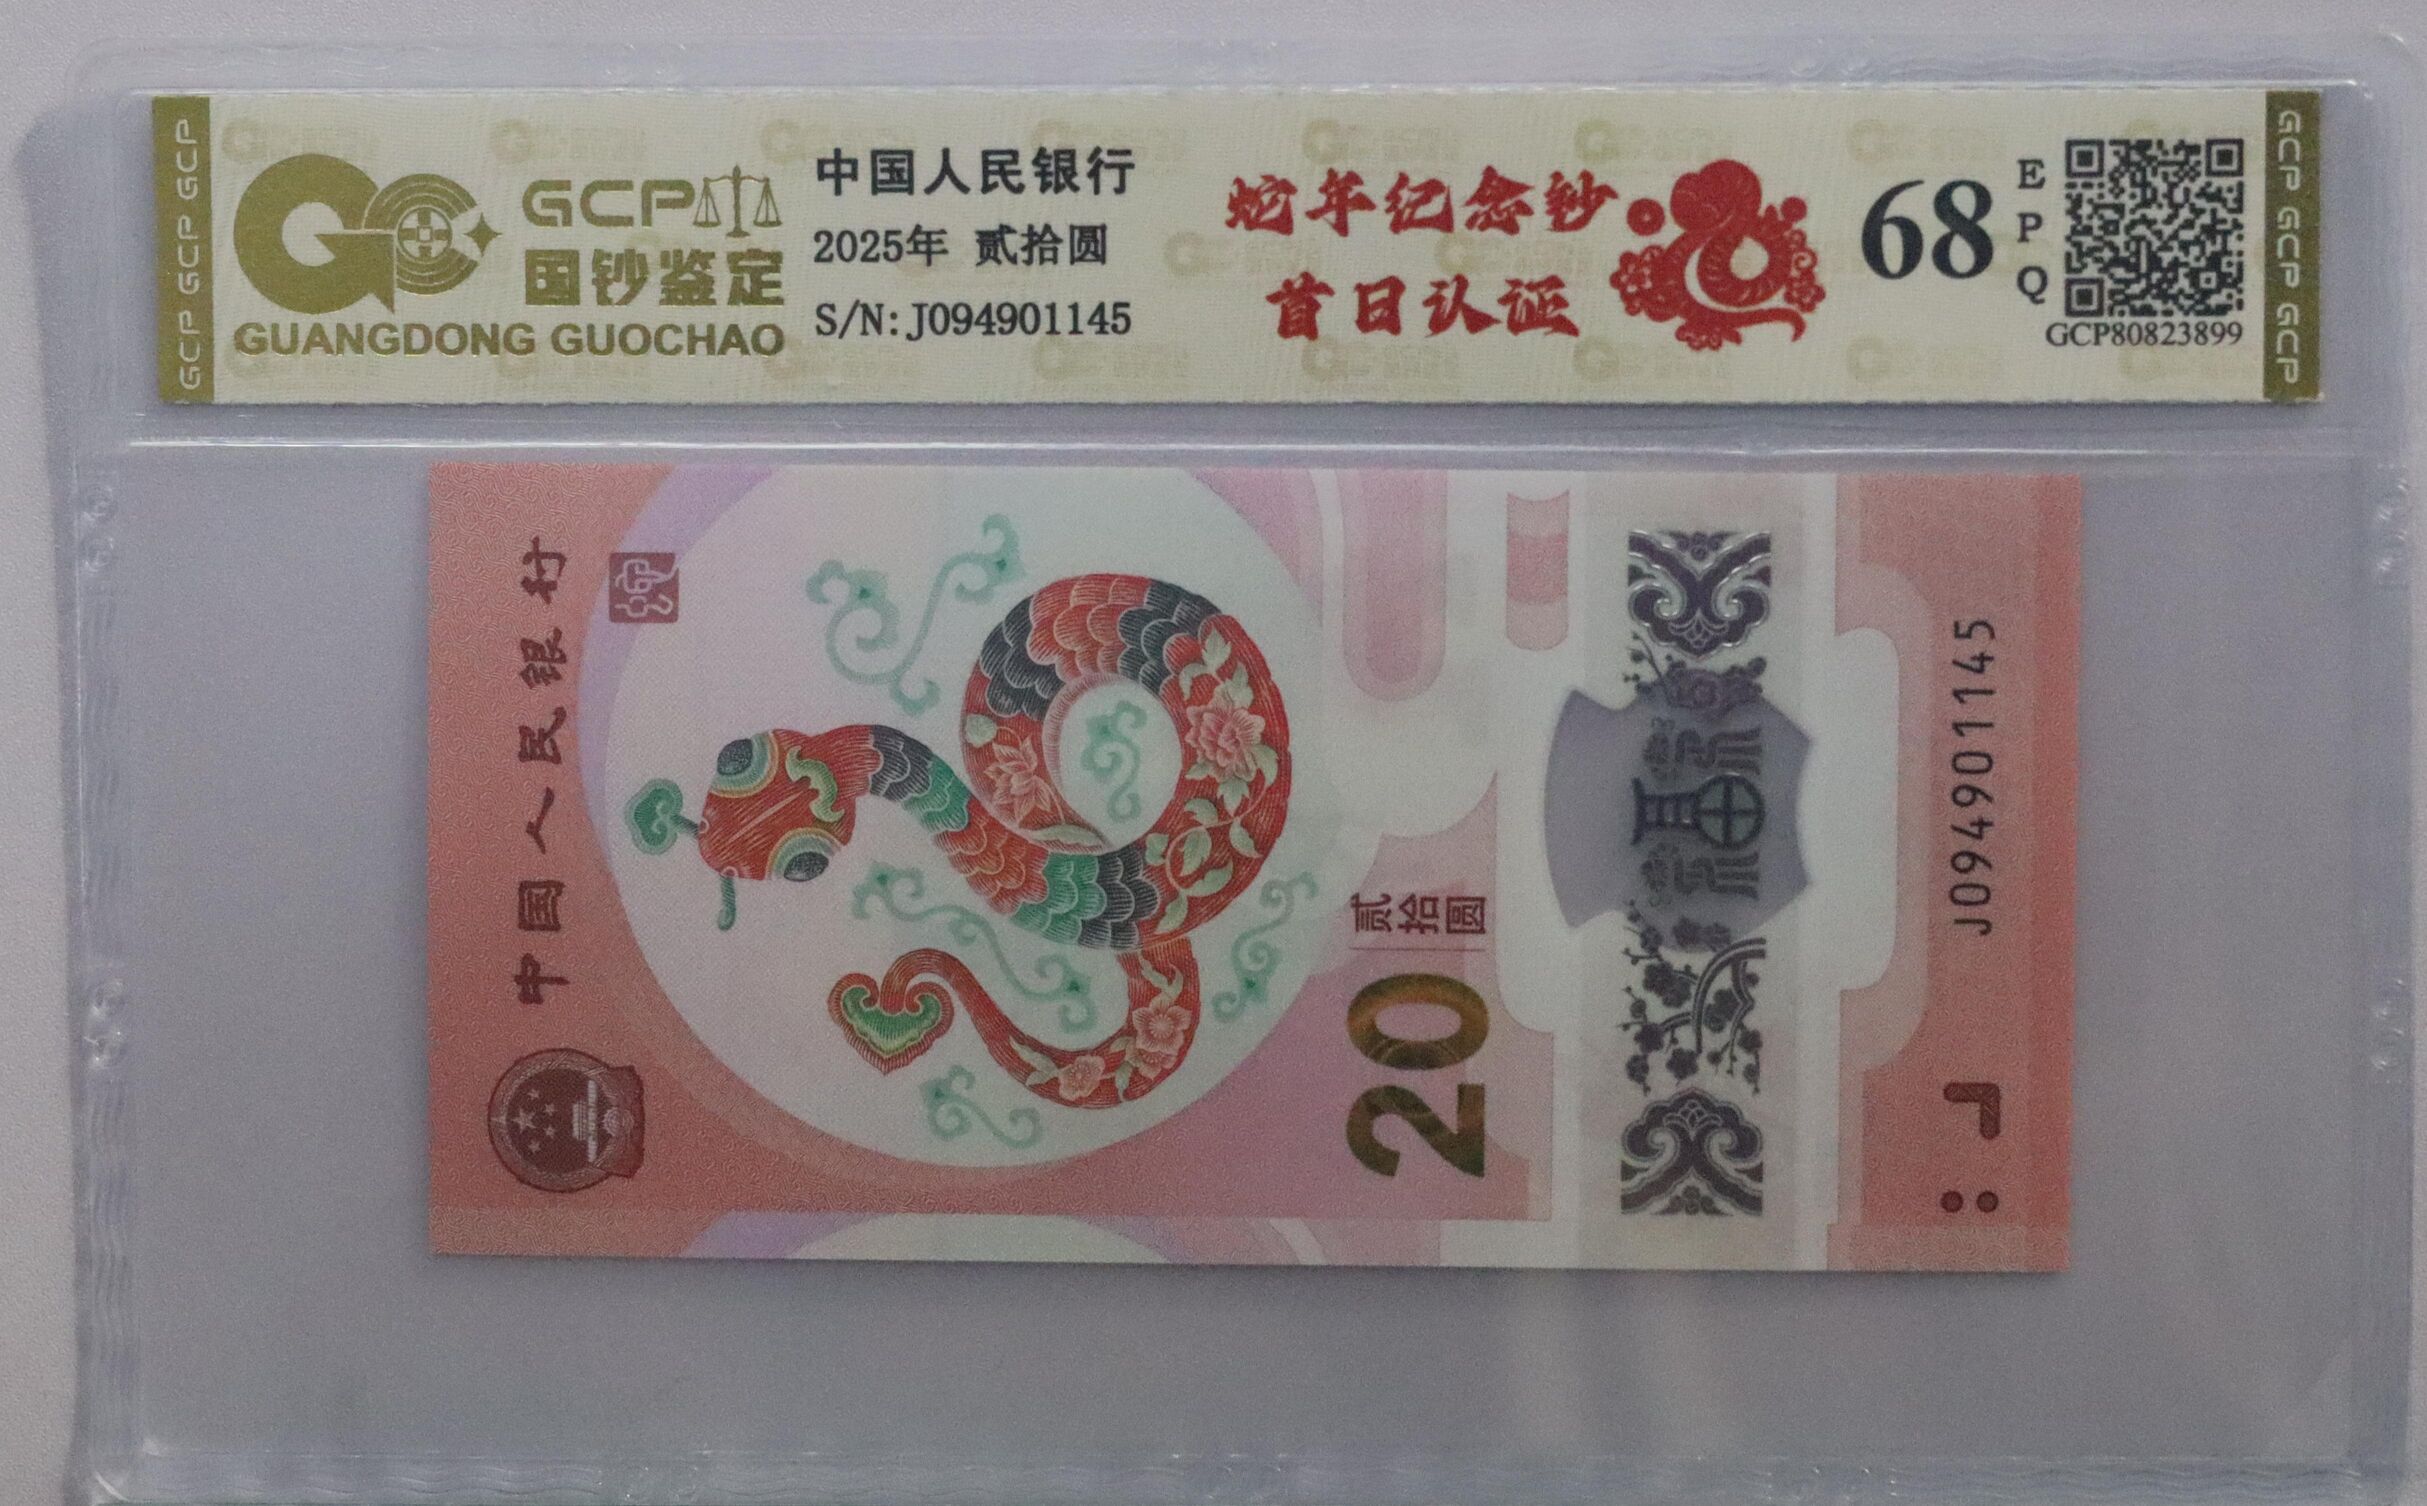 GCP GCP GCP
GCP
国钞鉴定
GUANGDONG GUOCHAO
中国人民银行
2025年 贰拾圆
S/N:J094901145
蛇年纪念钞
首日认证
68
EPQ
GCP80823899
GCP GCP GCP
中国人民银行
20
贰拾圆
福
J094901145